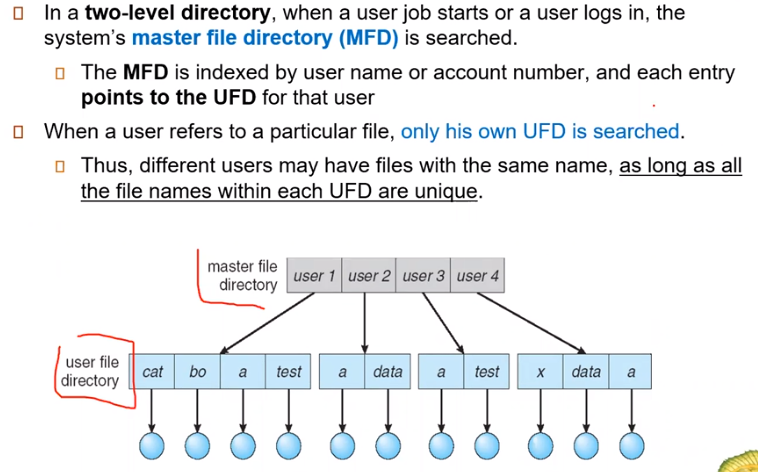 In a two-level directory, when a user job starts or a user logs in, the
system's master file directory (MFD) is searched.
The MFD is indexed by user name or account number, and each entry
points to the UFD for that user
When a user refers to a particular file, only his own UFD is searched.
Thus, different users may have files with the same name, as long as all
the file names within each UFD are unique.
master file
directory
user 1 user 2 user 3 user 4
user file
directory
cat bo a test a data a test x data a